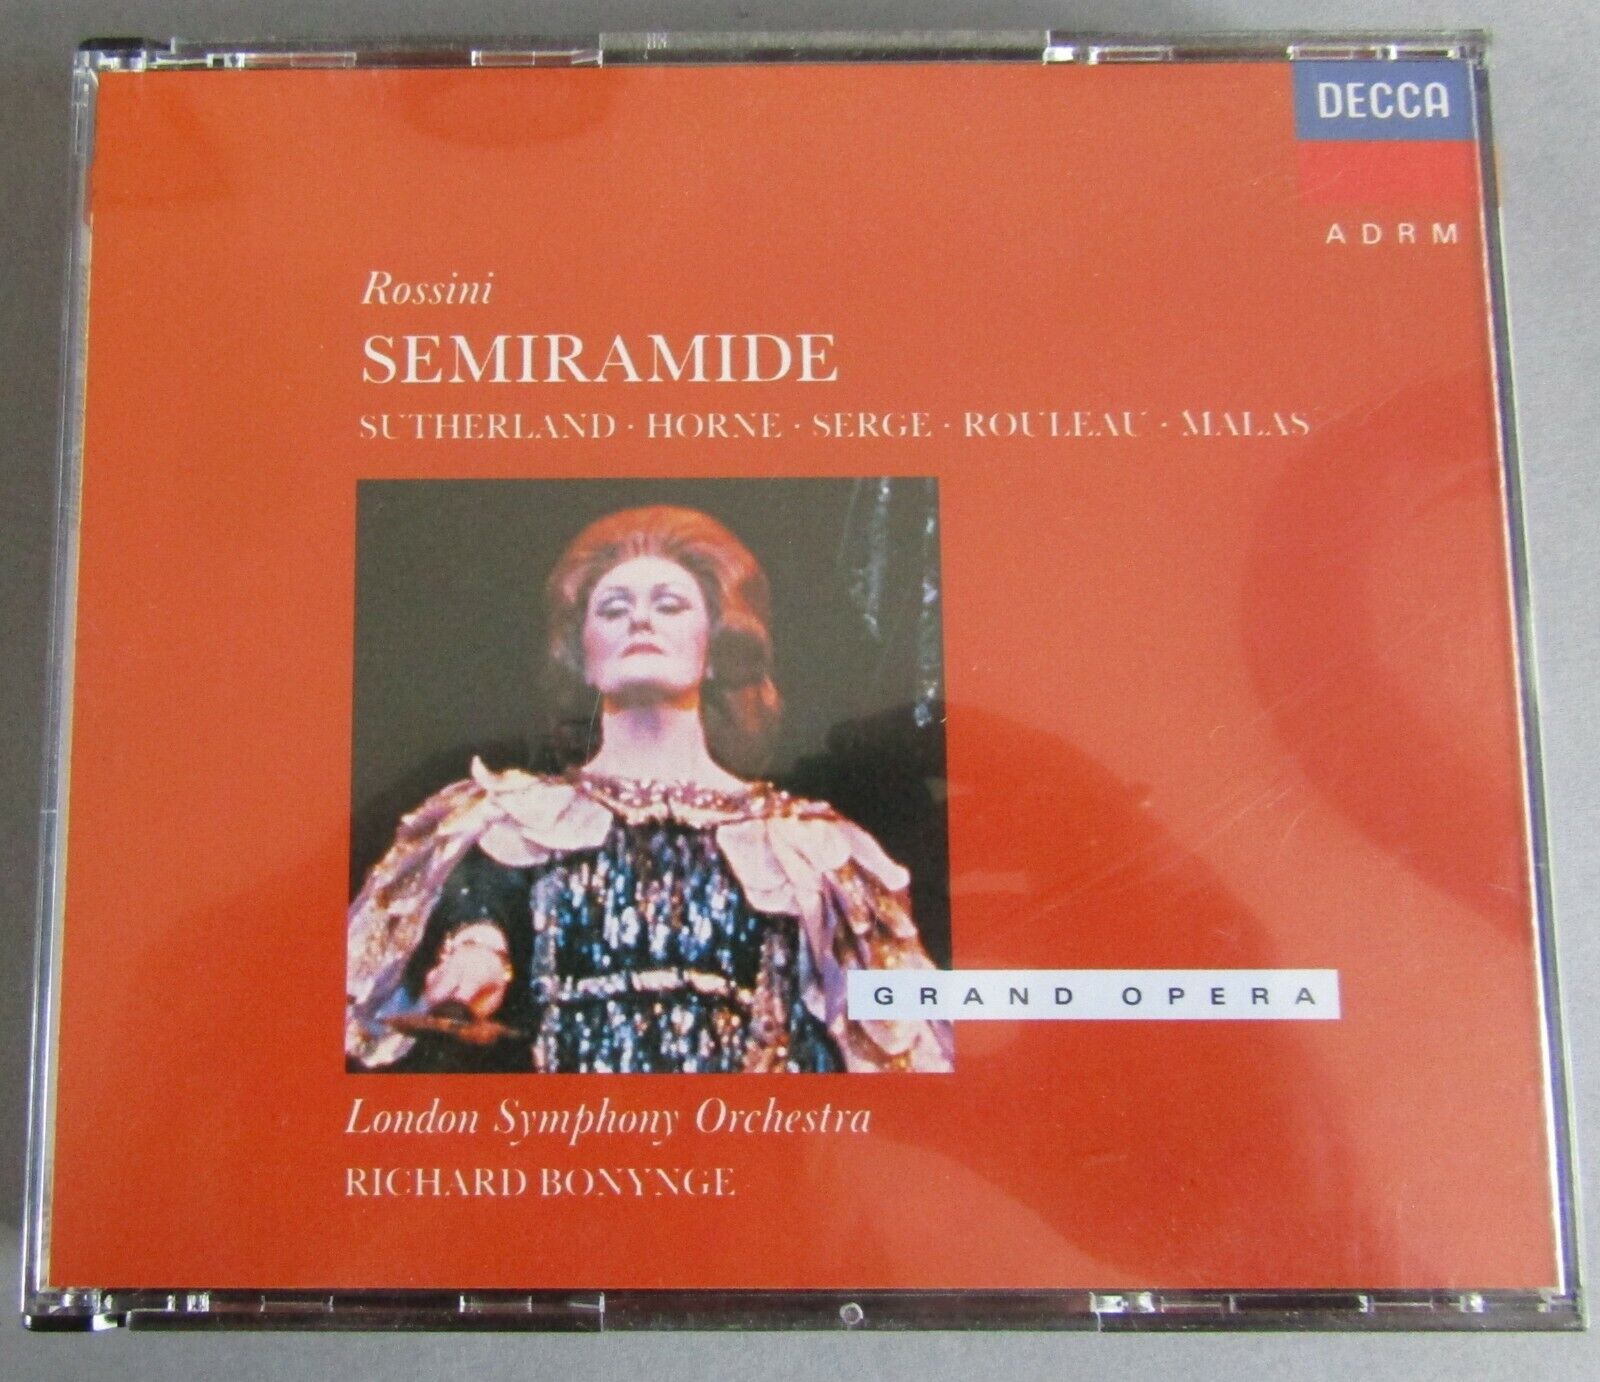 DECCA
ADRM
Rossini
SEMIRAMIDE
SUTHERLAND · HORNE · SERGE · ROULEAU · MALAS
GRAND OPERA
London Symphony Orchestra
RICHARD BONYNGE